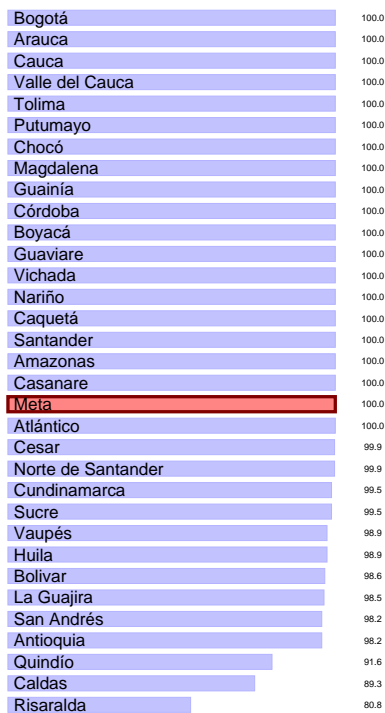 Bogotá 100.0
Arauca 100.0
Cauca 100.0
Valle del Cauca 100.0
Tolima 100.0
Putumayo 100.0
Chocó 100.0
Magdalena 100.0
Guainía 100.0
Córdoba 100.0
Boyacá 100.0
Guaviare 100.0
Vichada 100.0
Nariño 100.0
Caquetá 100.0
Santander 100.0
Amazonas 100.0
Casanare 100.0
Meta 100.0
Atlántico 100.0
Cesar 99.9
Norte de Santander 99.9
Cundinamarca 99.5
Sucre 99.5
Vaupés 98.9
Huila 98.9
Bolivar 98.6
La Guajira 98.5
San Andrés 98.2
Antioquia 98.2
Quindío 91.6
Caldas 89.3
Risaralda 80.8